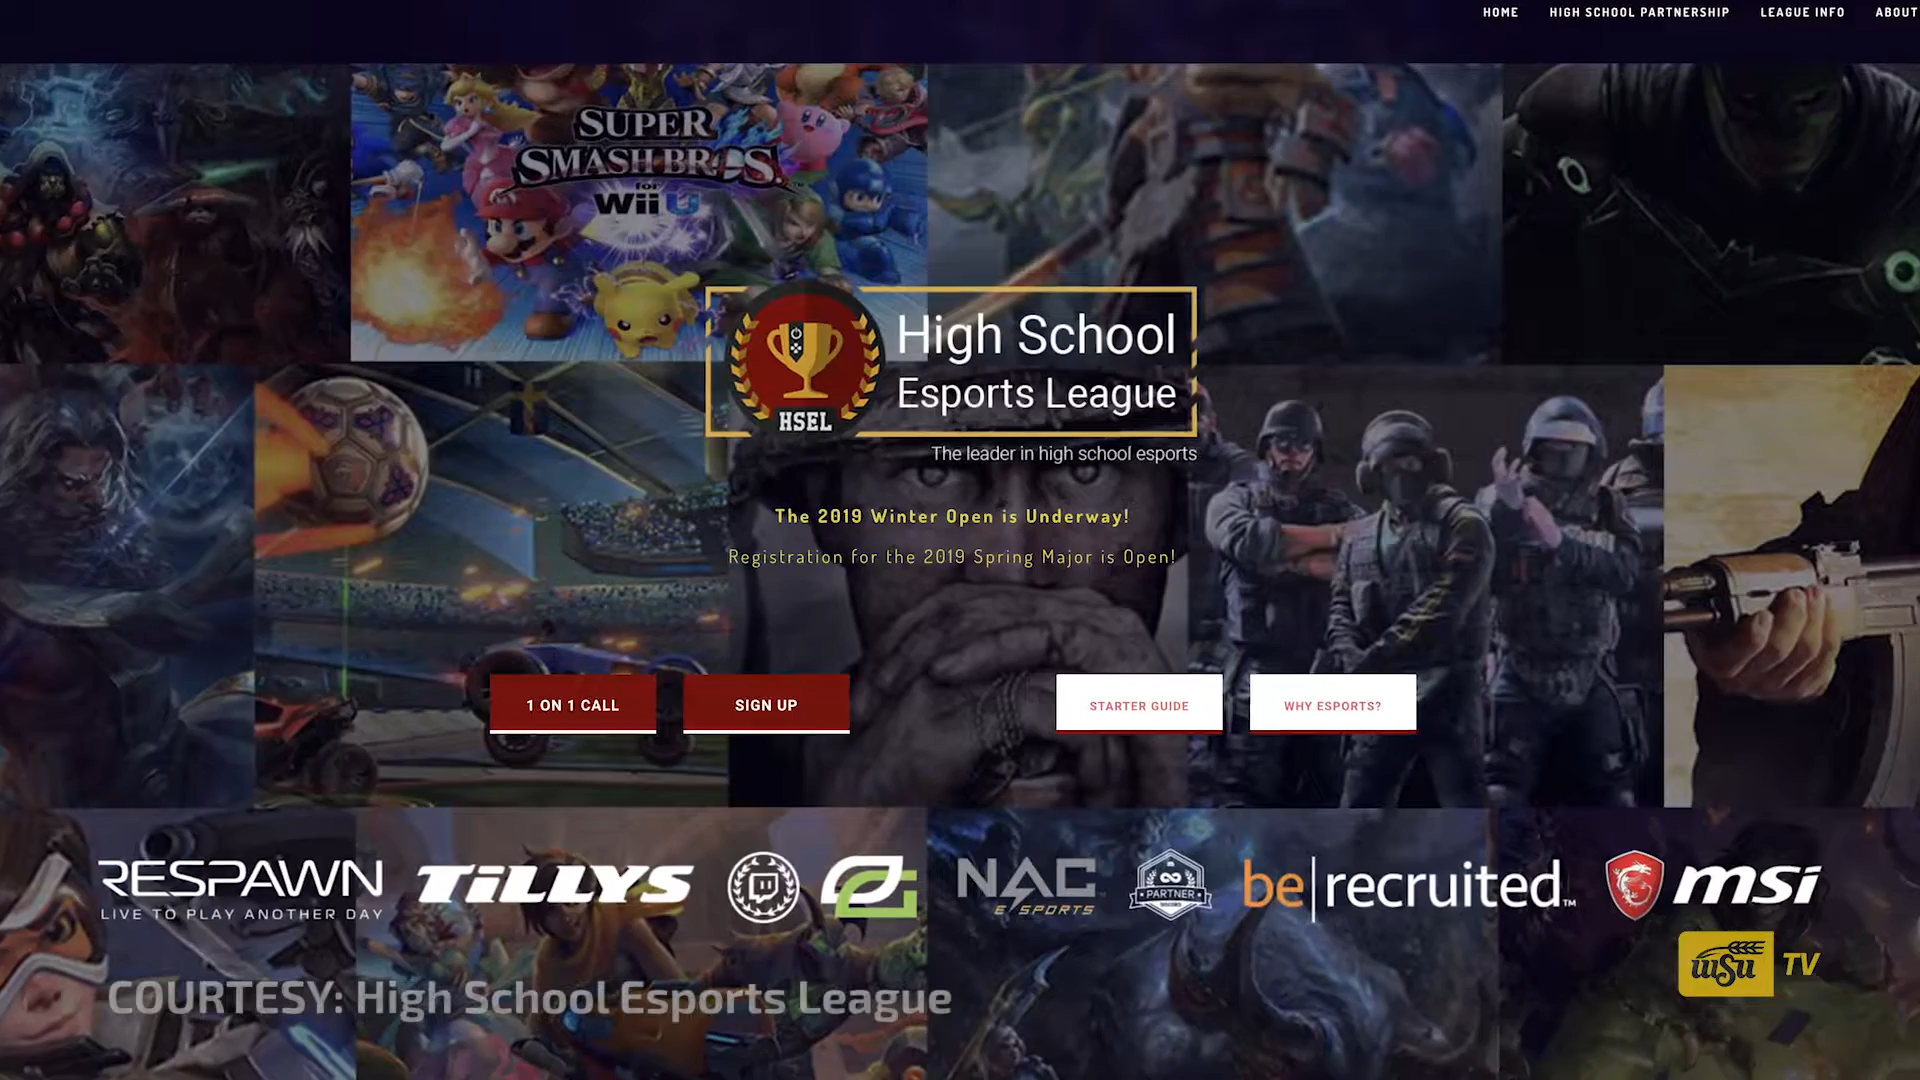 HOME HIGH SCHOOL PARTNERSHIP LEAGUE INFO ABOUT
SUPER
SMASH BROS.™
for
Wii U
High School
Esports League
HSEL
The leader in high school esports
The 2019 Winter Open is Underway!
Registration for the 2019 Spring Major is Open!
1 ON 1 CALL SIGN UP STARTER GUIDE WHY ESPORTS?
RESPAWN
LIVE TO PLAY ANOTHER DAY
TiLLYS
NAC
ESPORTS
PARTNER
be|recruited™
msi
WSU TV
COURTESY: High School Esports League